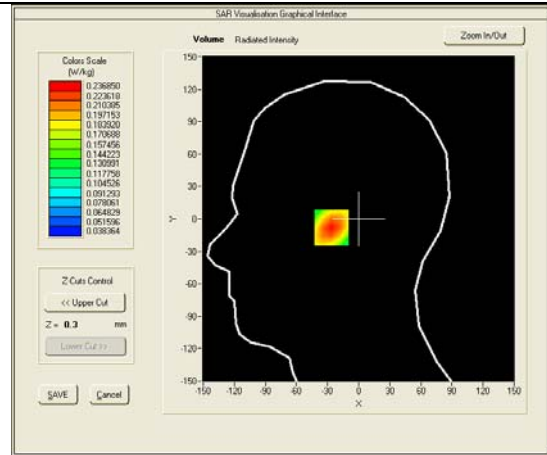 SAR Visualisation Graphical Interface
Volume Radiated Intensity
Zoom In/Out
Colors Scale
(W/kg)
0.236850
0.223618
0.210385
0.197153
0.183920
0.170688
0.157456
0.144223
0.130991
0.117758
0.104526
0.091293
0.078061
0.064829
0.051596
0.038364
Z Cuts Control
<< Upper Cut
Z = 0.3 mm
Lower Cut >>
SAVE Cancel
150
120
90
60
30
0
-30
-60
-90
-120
-150
Y
-150 -120 -90 -60 -30 0 30 60 90 120 150
X